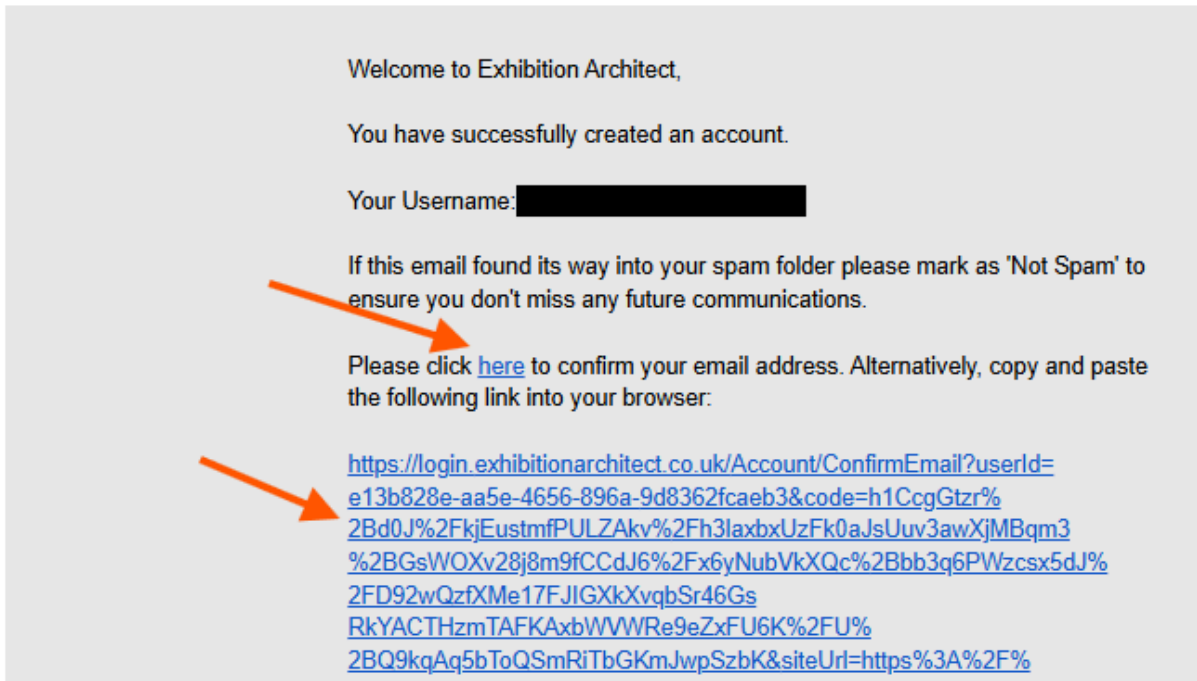 Welcome to Exhibition Architect,
You have successfully created an account.
Your Username:
If this email found its way into your spam folder please mark as 'Not Spam' to
ensure you don't miss any future communications.
Please click here to confirm your email address. Alternatively, copy and paste
the following link into your browser:
https://login.exhibitionarchitect.co.uk/Account/ConfirmEmail?userId=
e13b828e-aa5e-4656-896a-9d8362fcaeb3&code=h1CcgGtzr%
2Bd0J%2FkjEustmfPULZAkv%2Fh3laxbxUzFk0aJsUuv3awXjMBqm3
%2BGsWOXv28j8m9fCCdJ6%2Fx6yNubVkXQc%2Bbb3q6PWzcsx5dJ%
2FD92wQzfXMe17FJIGXkXvqbSr46Gs
RkYACTHzmTAFKAxbWVWRe9eZxFU6K%2FU%
2BQ9kqAq5bToQSmRiTbGKmJwpSzbK&siteUrl=https%3A%2F%